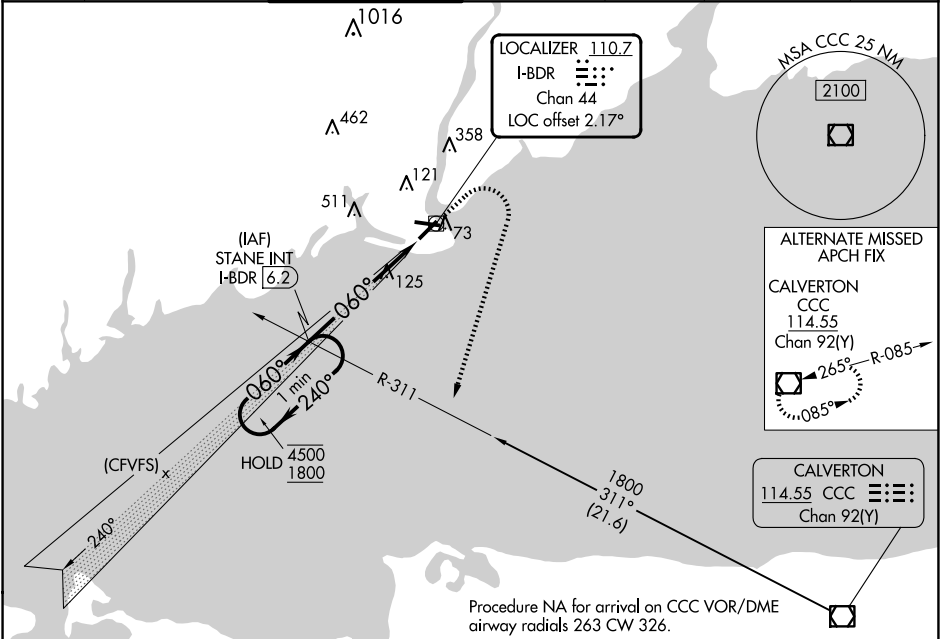 1016
462
358
121
511
73
125
LOCALIZER 110.7
I-BDR
Chan 44
LOC offset 2.17°
MSA CCC 25 NM
2100
(IAF)
STANE INT
I-BDR 6.2
060°
060°
1 min
240°
R-311
HOLD 4500
1800
(CFVFS) x
240°
1800
311°
(21.6)
ALTERNATE MISSED
APCH FIX
CALVERTON
CCC
114.55
Chan 92(Y)
265° R-085
085°
CALVERTON
114.55 CCC
Chan 92(Y)
Procedure NA for arrival on CCC VOR/DME
airway radials 263 CW 326.